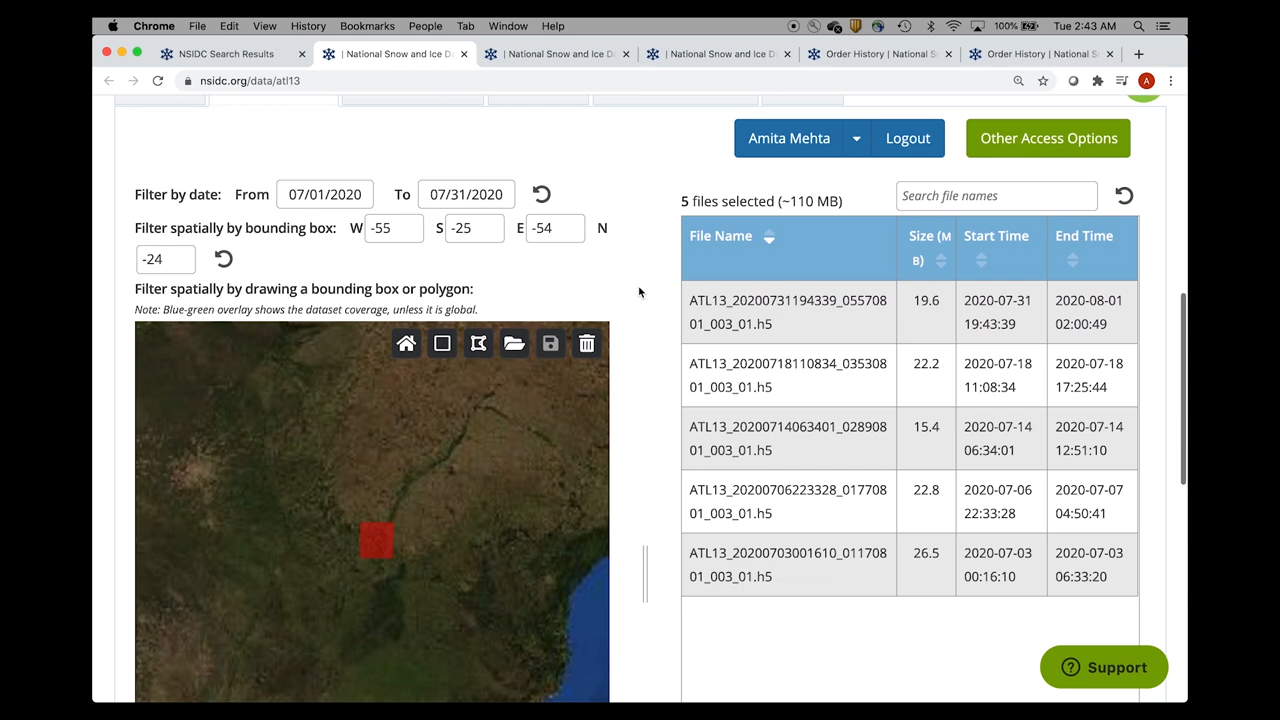 Chrome File Edit View History Bookmarks People Tab Window Help 100% Tue 2:43 AM
NSIDC Search Results | National Snow and Ice D | National Snow and Ice D | National Snow and Ice D Order History | National S Order History | National S
nsidc.org/data/atl13 A
Amita Mehta Logout Other Access Options
Filter by date: From 07/01/2020 To 07/31/2020
Filter spatially by bounding box: W -55 S -25 E -54 N
-24
Filter spatially by drawing a bounding box or polygon:
Note: Blue-green overlay shows the dataset coverage, unless it is global.
5 files selected (~110 MB) Search file names
File Name Size (M Start Time End Time
B)
ATL13_20200731194339_055708 19.6 2020-07-31 2020-08-01
01_003_01.h5 19:43:39 02:00:49
ATL13_20200718110834_035308 22.2 2020-07-18 2020-07-18
01_003_01.h5 11:08:34 17:25:44
ATL13_20200714063401_028908 15.4 2020-07-14 2020-07-14
01_003_01.h5 06:34:01 12:51:10
ATL13_20200706223328_017708 22.8 2020-07-06 2020-07-07
01_003_01.h5 22:33:28 04:50:41
ATL13_20200703001610_011708 26.5 2020-07-03 2020-07-03
01_003_01.h5 00:16:10 06:33:20
Support